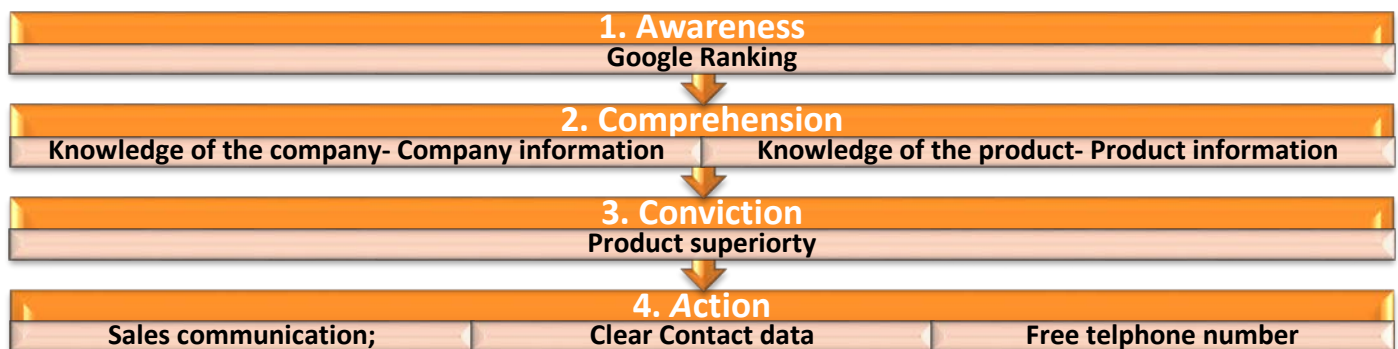 1. Awareness
Google Ranking
2. Comprehension
Knowledge of the company- Company information
Knowledge of the product- Product information
3. Conviction
Product superiorty
4. Action
Sales communication;
Clear Contact data
Free telphone number